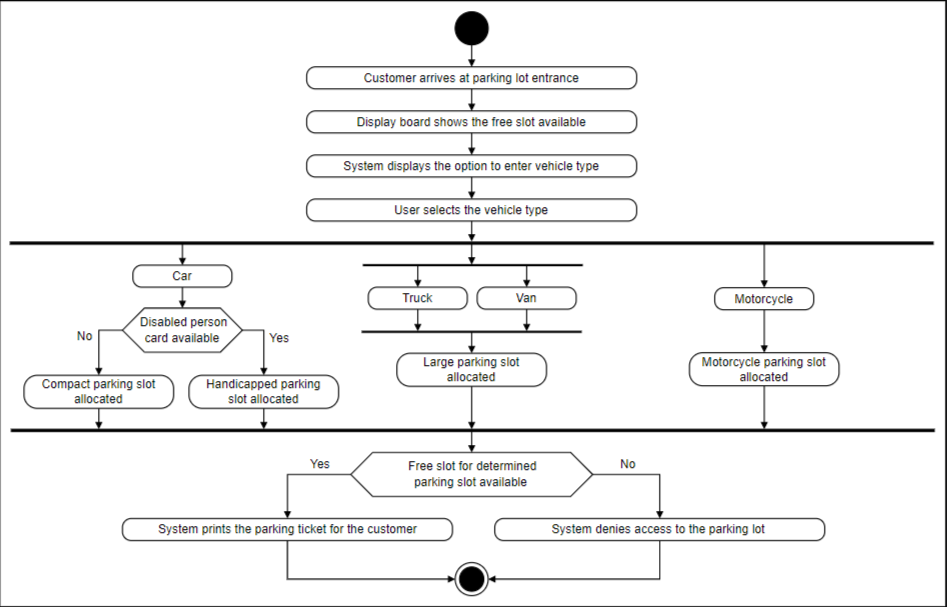 Customer arrives at parking lot entrance
Display board shows the free slot available
System displays the option to enter vehicle type
User selects the vehicle type
Car
Truck
Van
Motorcycle
Disabled person
card available
No
Yes
Compact parking slot
allocated
Handicapped parking
slot allocated
Large parking slot
allocated
Motorcycle parking slot
allocated
Free slot for determined
parking slot available
Yes
No
System prints the parking ticket for the customer
System denies access to the parking lot